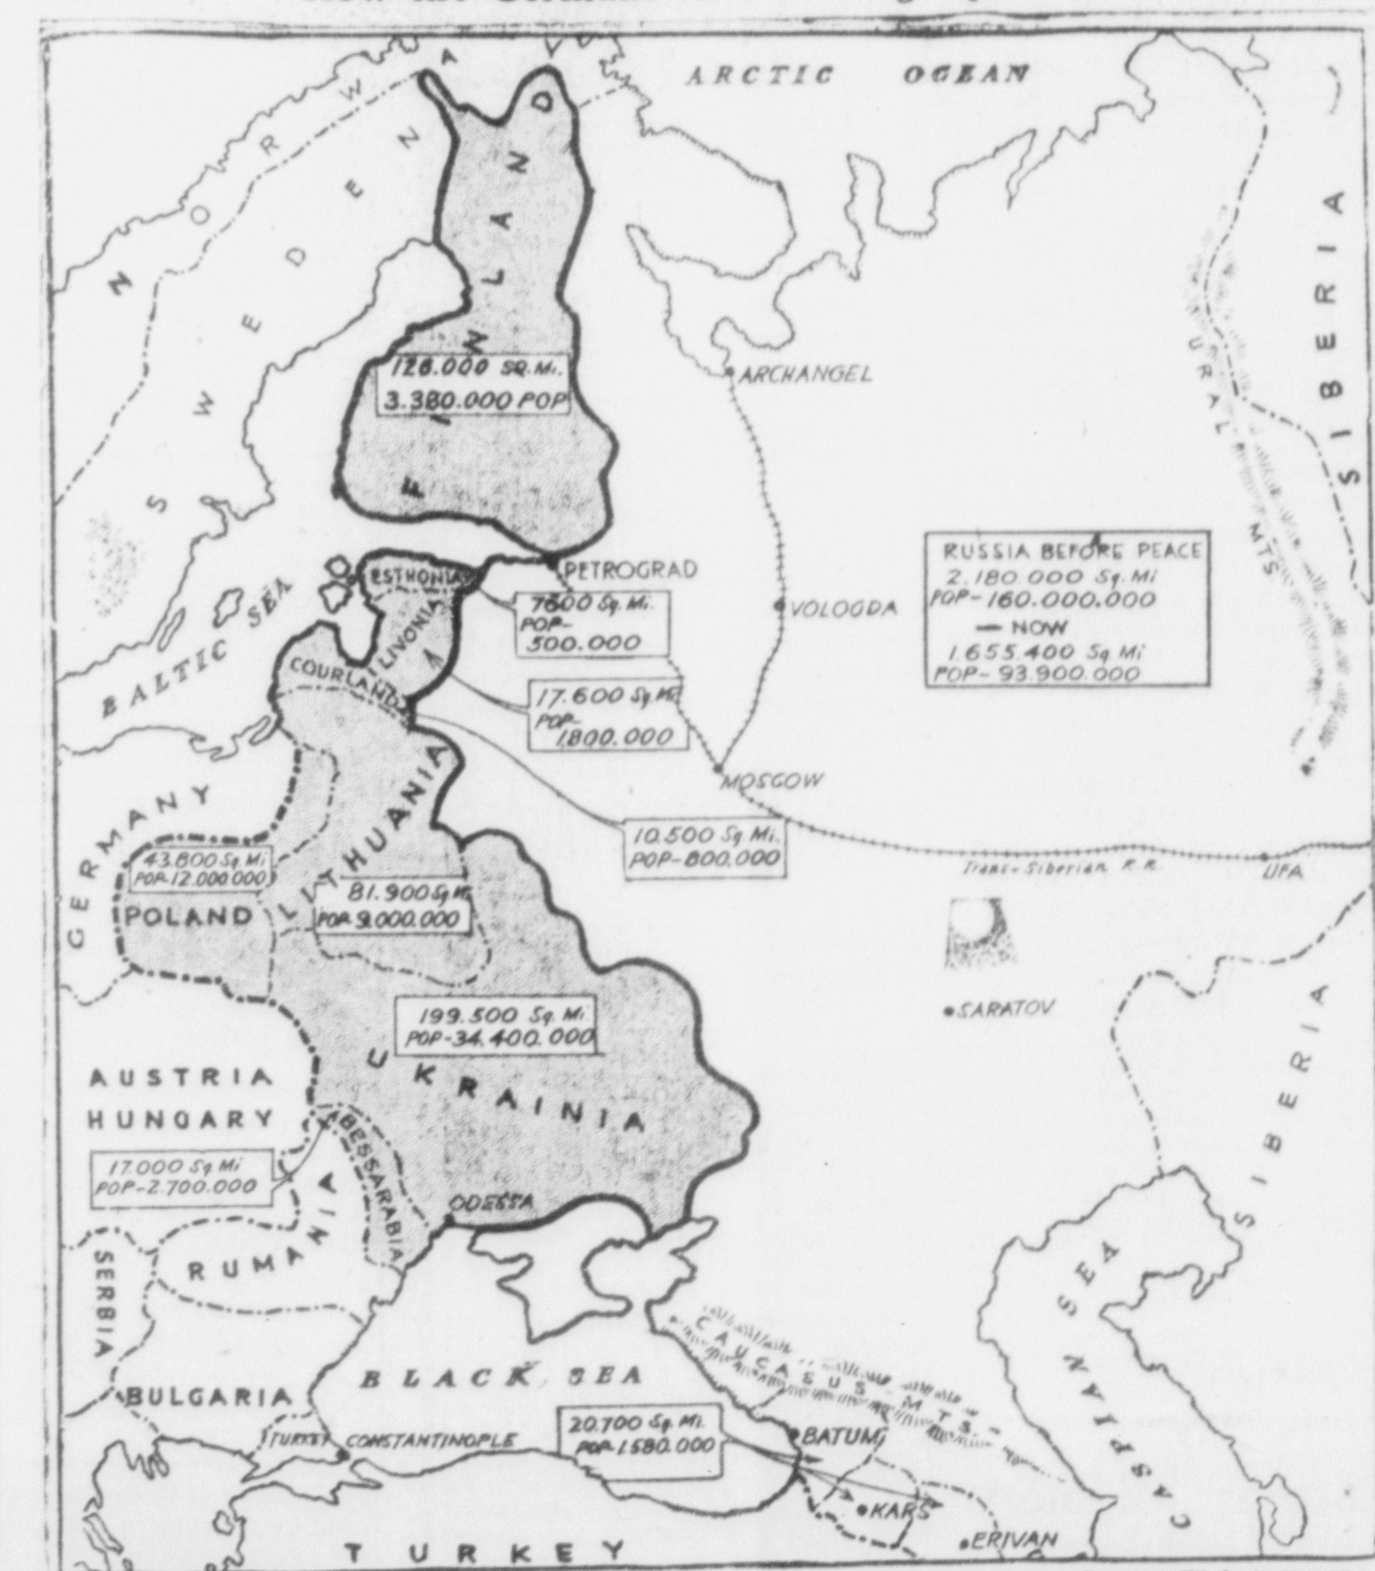 ARCTIC OCEAN
NORWAY
SWEDEN
FINLAND
126.000 SQ. Mi.
3.380.000 POP
ARCHANGEL
URAL MTS
SIBERIA
BALTIC SEA
ESTHONIA
PETROGRAD
7600 Sq. Mi.
POP-
500.000
VOLOGDA
RUSSIA BEFORE PEACE
2.180.000 Sq. Mi
POP-160.000.000
— NOW
1.655.400 Sq Mi
POP- 93.900.000
LIVONIA
COURLAND
17.600 Sq. Mi.
POP-
1.800.000
MOSCOW
10.500 Sq Mi.
POP-800.000
Trans-Siberian R.R.
UFA
GERMANY
43.800 Sq. Mi
POP-12.000.000
POLAND
LITHUANIA
81.900 Sq Mi
POP-9.000.000
SARATOV
199.500 Sq. Mi
POP-34.400.000
UKRAINIA
AUSTRIA
HUNGARY
17.000 Sq Mi
POP-2.700.000
BESSARABIA
ODESSA
SIBERIA
RUMANIA
SERBIA
BULGARIA
BLACK SEA
CAUCASUS MTS
CASPIAN SEA
TURKEY
CONSTANTINOPLE
20.700 Sq. Mi.
POP 1.580.000
BATUM
KARS
ERIVAN
TURKEY